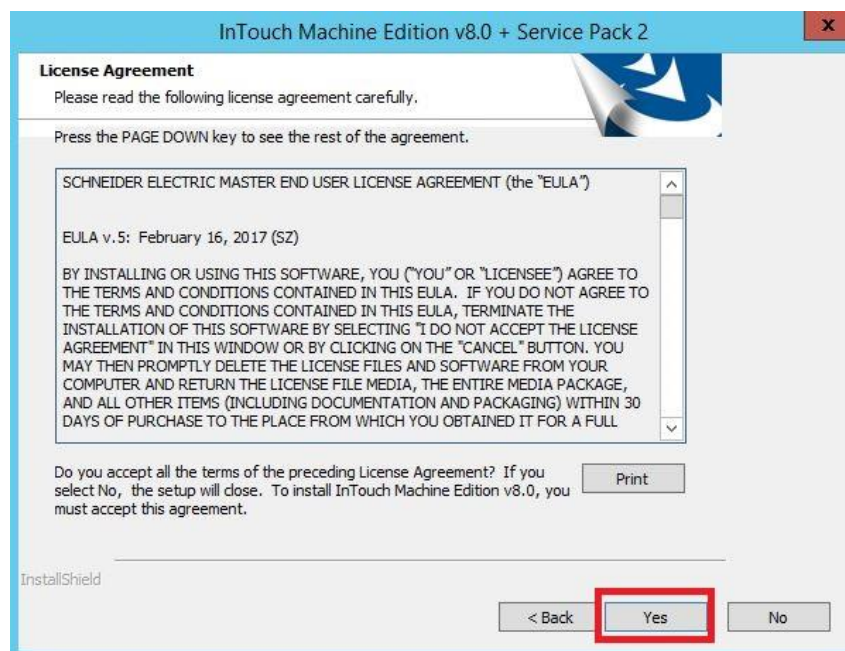 InTouch Machine Edition v8.0 + Service Pack 2
x
License Agreement
Please read the following license agreement carefully.
Press the PAGE DOWN key to see the rest of the agreement.
SCHNEIDER ELECTRIC MASTER END USER LICENSE AGREEMENT (the "EULA")
EULA v.5: February 16, 2017 (SZ)
BY INSTALLING OR USING THIS SOFTWARE, YOU ("YOU" OR "LICENSEE") AGREE TO
THE TERMS AND CONDITIONS CONTAINED IN THIS EULA. IF YOU DO NOT AGREE TO
THE TERMS AND CONDITIONS CONTAINED IN THIS EULA, TERMINATE THE
INSTALLATION OF THIS SOFTWARE BY SELECTING "I DO NOT ACCEPT THE LICENSE
AGREEMENT" IN THIS WINDOW OR BY CLICKING ON THE "CANCEL" BUTTON. YOU
MAY THEN PROMPTLY DELETE THE LICENSE FILES AND SOFTWARE FROM YOUR
COMPUTER AND RETURN THE LICENSE FILE MEDIA, THE ENTIRE MEDIA PACKAGE,
AND ALL OTHER ITEMS (INCLUDING DOCUMENTATION AND PACKAGING) WITHIN 30
DAYS OF PURCHASE TO THE PLACE FROM WHICH YOU OBTAINED IT FOR A FULL
Do you accept all the terms of the preceding License Agreement? If you
select No, the setup will close. To install InTouch Machine Edition v8.0, you
must accept this agreement.
Print
InstallShield
< Back
Yes
No